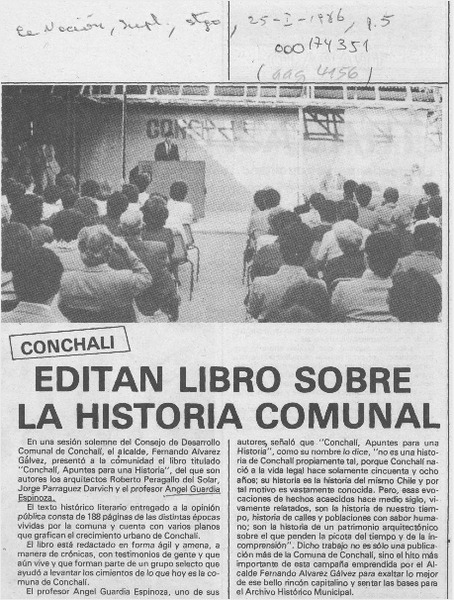 La Nación, Supl., Stgo, 25-I-1986, p.5
000174351
(aag 4156)
CONCHALI
EDITAN LIBRO SOBRE
LA HISTORIA COMUNAL
En una sesión solemne del Consejo de Desarrollo
Comunal de Conchalí, el alcalde, Fernando Alvarez
Gálvez, presentó a la comunidad el libro titulado
"Conchalí, Apuntes para una Historia", del que son
autores los arquitectos Roberto Peragallo del Solar,
Jorge Parraguez Darvich y el profesor Angel Guardia
Espinoza.
El texto histórico literario entregado a la opinión
pública consta de 188 páginas de las distintas épocas
vividas por la comuna y cuenta con varios planos
que grafican el crecimiento urbano de Conchalí.
El libro está redactado en forma ágil y amena, a
manera de crónicas, con testimonios de gente y que
aún vive y que forman parte de un grupo selecto que
ayudó a levantar los cimientos de lo que hoy es la co-
muna de Conchalí.
El profesor Angel Guardia Espinoza, uno de sus
autores, señaló que "Conchalí, Apuntes para una
Historia", como su nombre lo dice, "no es una histo-
ria de Conchalí propiamente tal, porque Conchalí na-
ció a la vida legal hace solamente cincuenta y ocho
años; su historia es la historia del mismo Chile y por
tal motivo es vastamente conocida. Pero, esas evo-
caciones de hechos acaecidos hace medio siglo, vi-
vamente relatados, son la historia de nuestro tiem-
po, historia de calles y poblaciones con sabor huma-
no; son la historia de un patrimonio arquitectónico
sobre el que penden la picota del tiempo y de la in-
comprensión". Dicho trabajo no es sólo una publica-
ción más de la Comuna de Conchalí, sino el hito más
importante de esta campaña emprendida por el Al-
calde Fernando Alvarez Gálvez para exaltar lo mejor
de ese bello rincón capitalino y sentar las bases para
el Archivo Histórico Municipal.